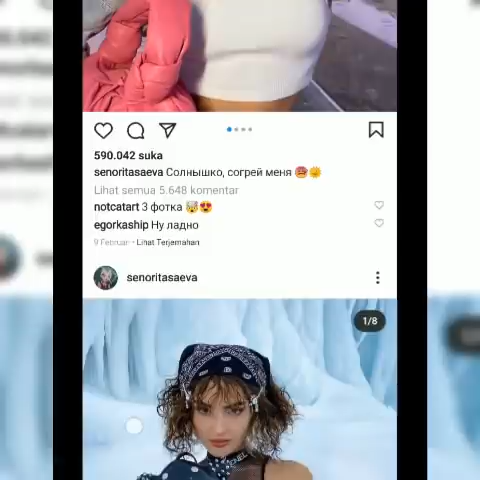 590.042 suka
senoritasaeva Солнышко, согрей меня 🥵🌞
Lihat semua 5.648 komentar
notcatart 3 фотка 🤯😍
egorkaship Ну ладно
9 Februari • Lihat Terjemahan
senoritasaeva
1/8